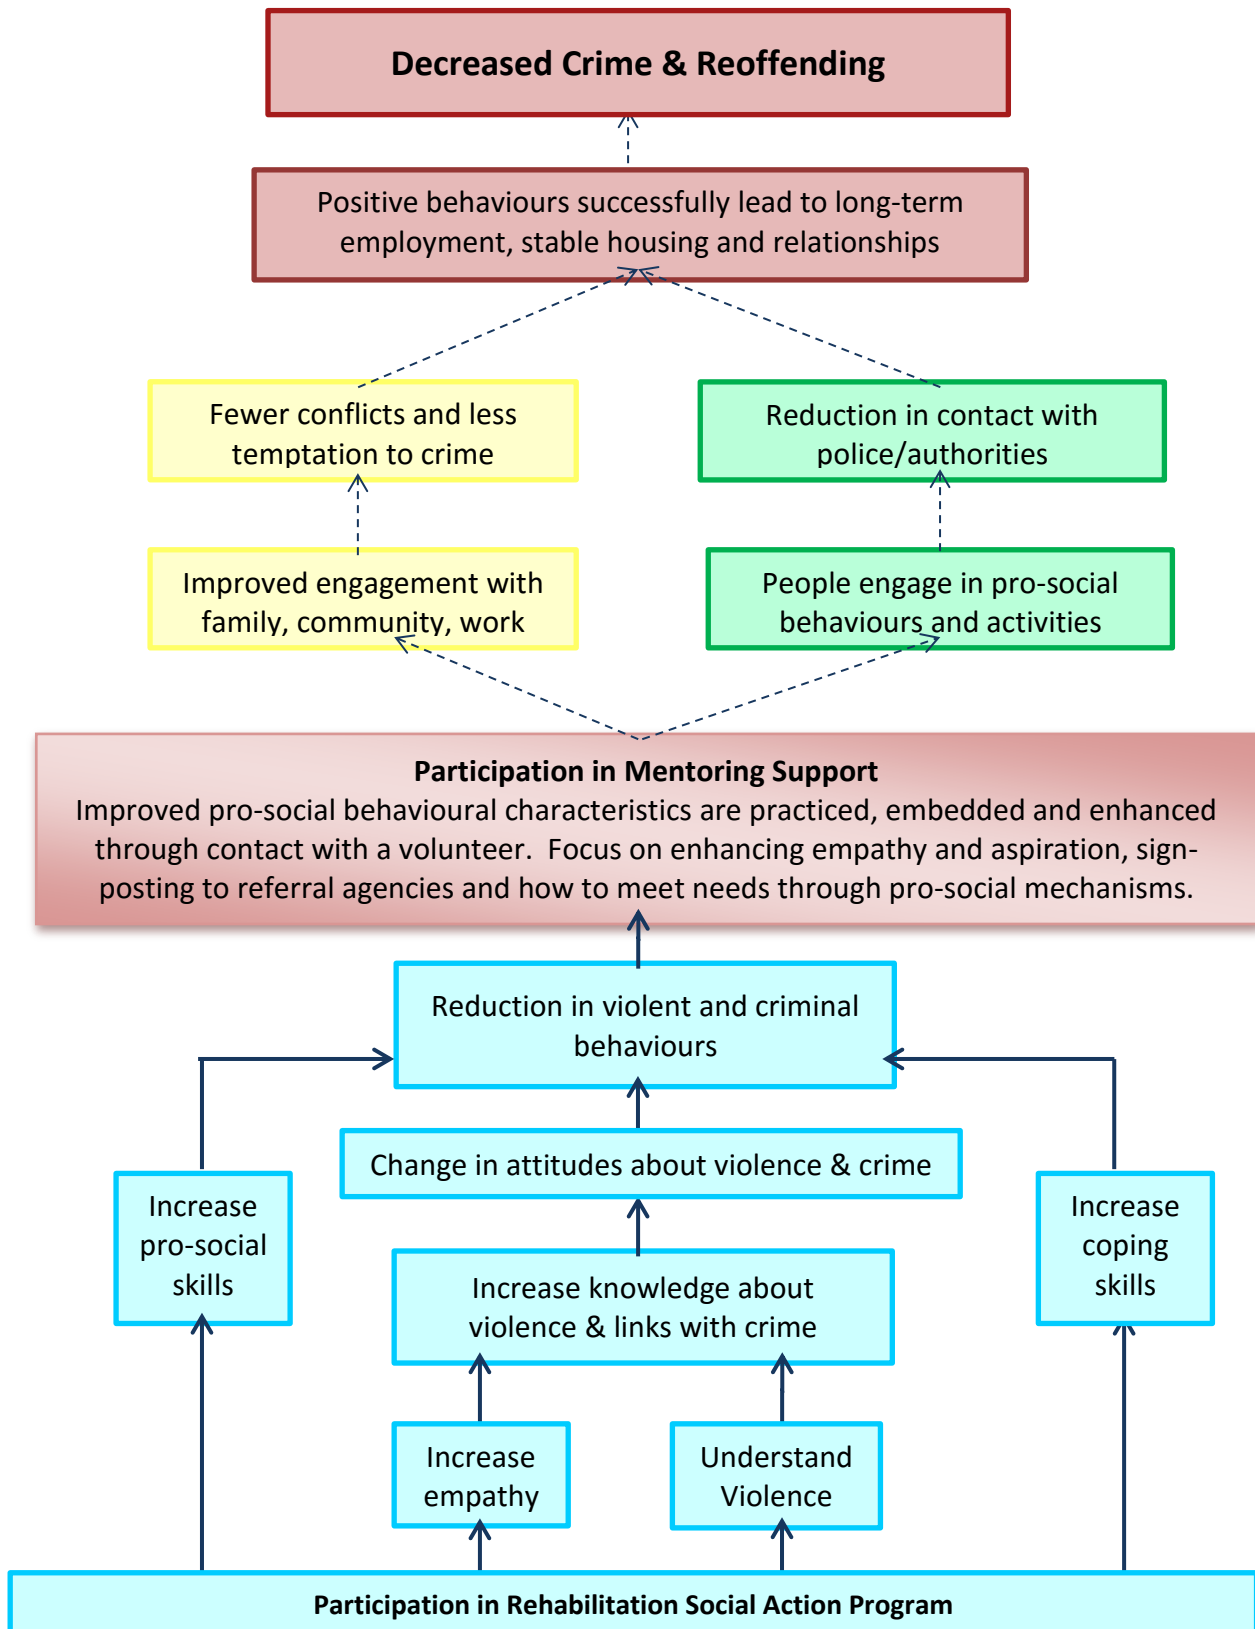 Decreased Crime & Reoffending
Positive behaviours successfully lead to long-term
employment, stable housing and relationships
Fewer conflicts and less
temptation to crime
Reduction in contact with
police/authorities
Improved engagement with
family, community, work
People engage in pro-social
behaviours and activities
Participation in Mentoring Support
Improved pro-social behavioural characteristics are practiced, embedded and enhanced
through contact with a volunteer.  Focus on enhancing empathy and aspiration, sign-
posting to referral agencies and how to meet needs through pro-social mechanisms.
Reduction in violent and criminal
behaviours
Change in attitudes about violence & crime
Increase
pro-social
skills
Increase
coping
skills
Increase knowledge about
violence & links with crime
Increase
empathy
Understand
Violence
Participation in Rehabilitation Social Action Program